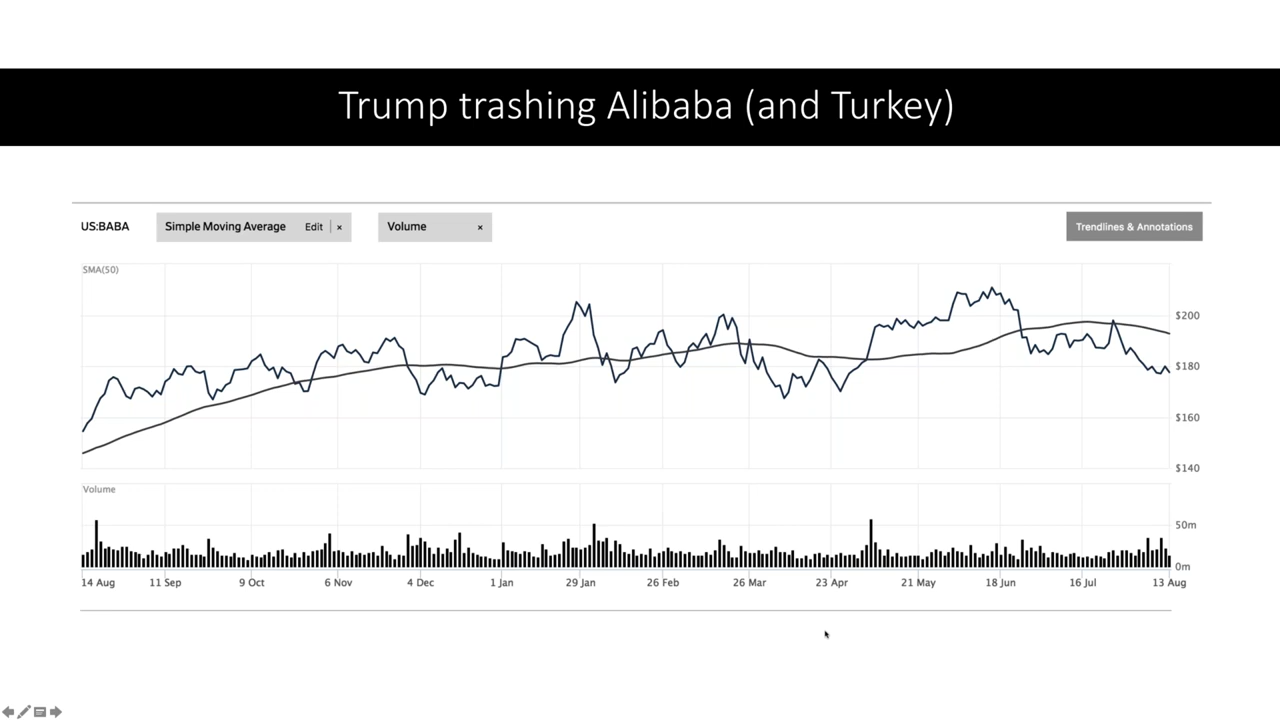 Trump trashing Alibaba (and Turkey)
US:BABA Simple Moving Average Edit × Volume × Trendlines & Annotations
SMA(50)
$200
$180
$160
$140
Volume
50m
0m
14 Aug 11 Sep 9 Oct 6 Nov 4 Dec 1 Jan 29 Jan 26 Feb 26 Mar 23 Apr 21 May 18 Jun 16 Jul 13 Aug